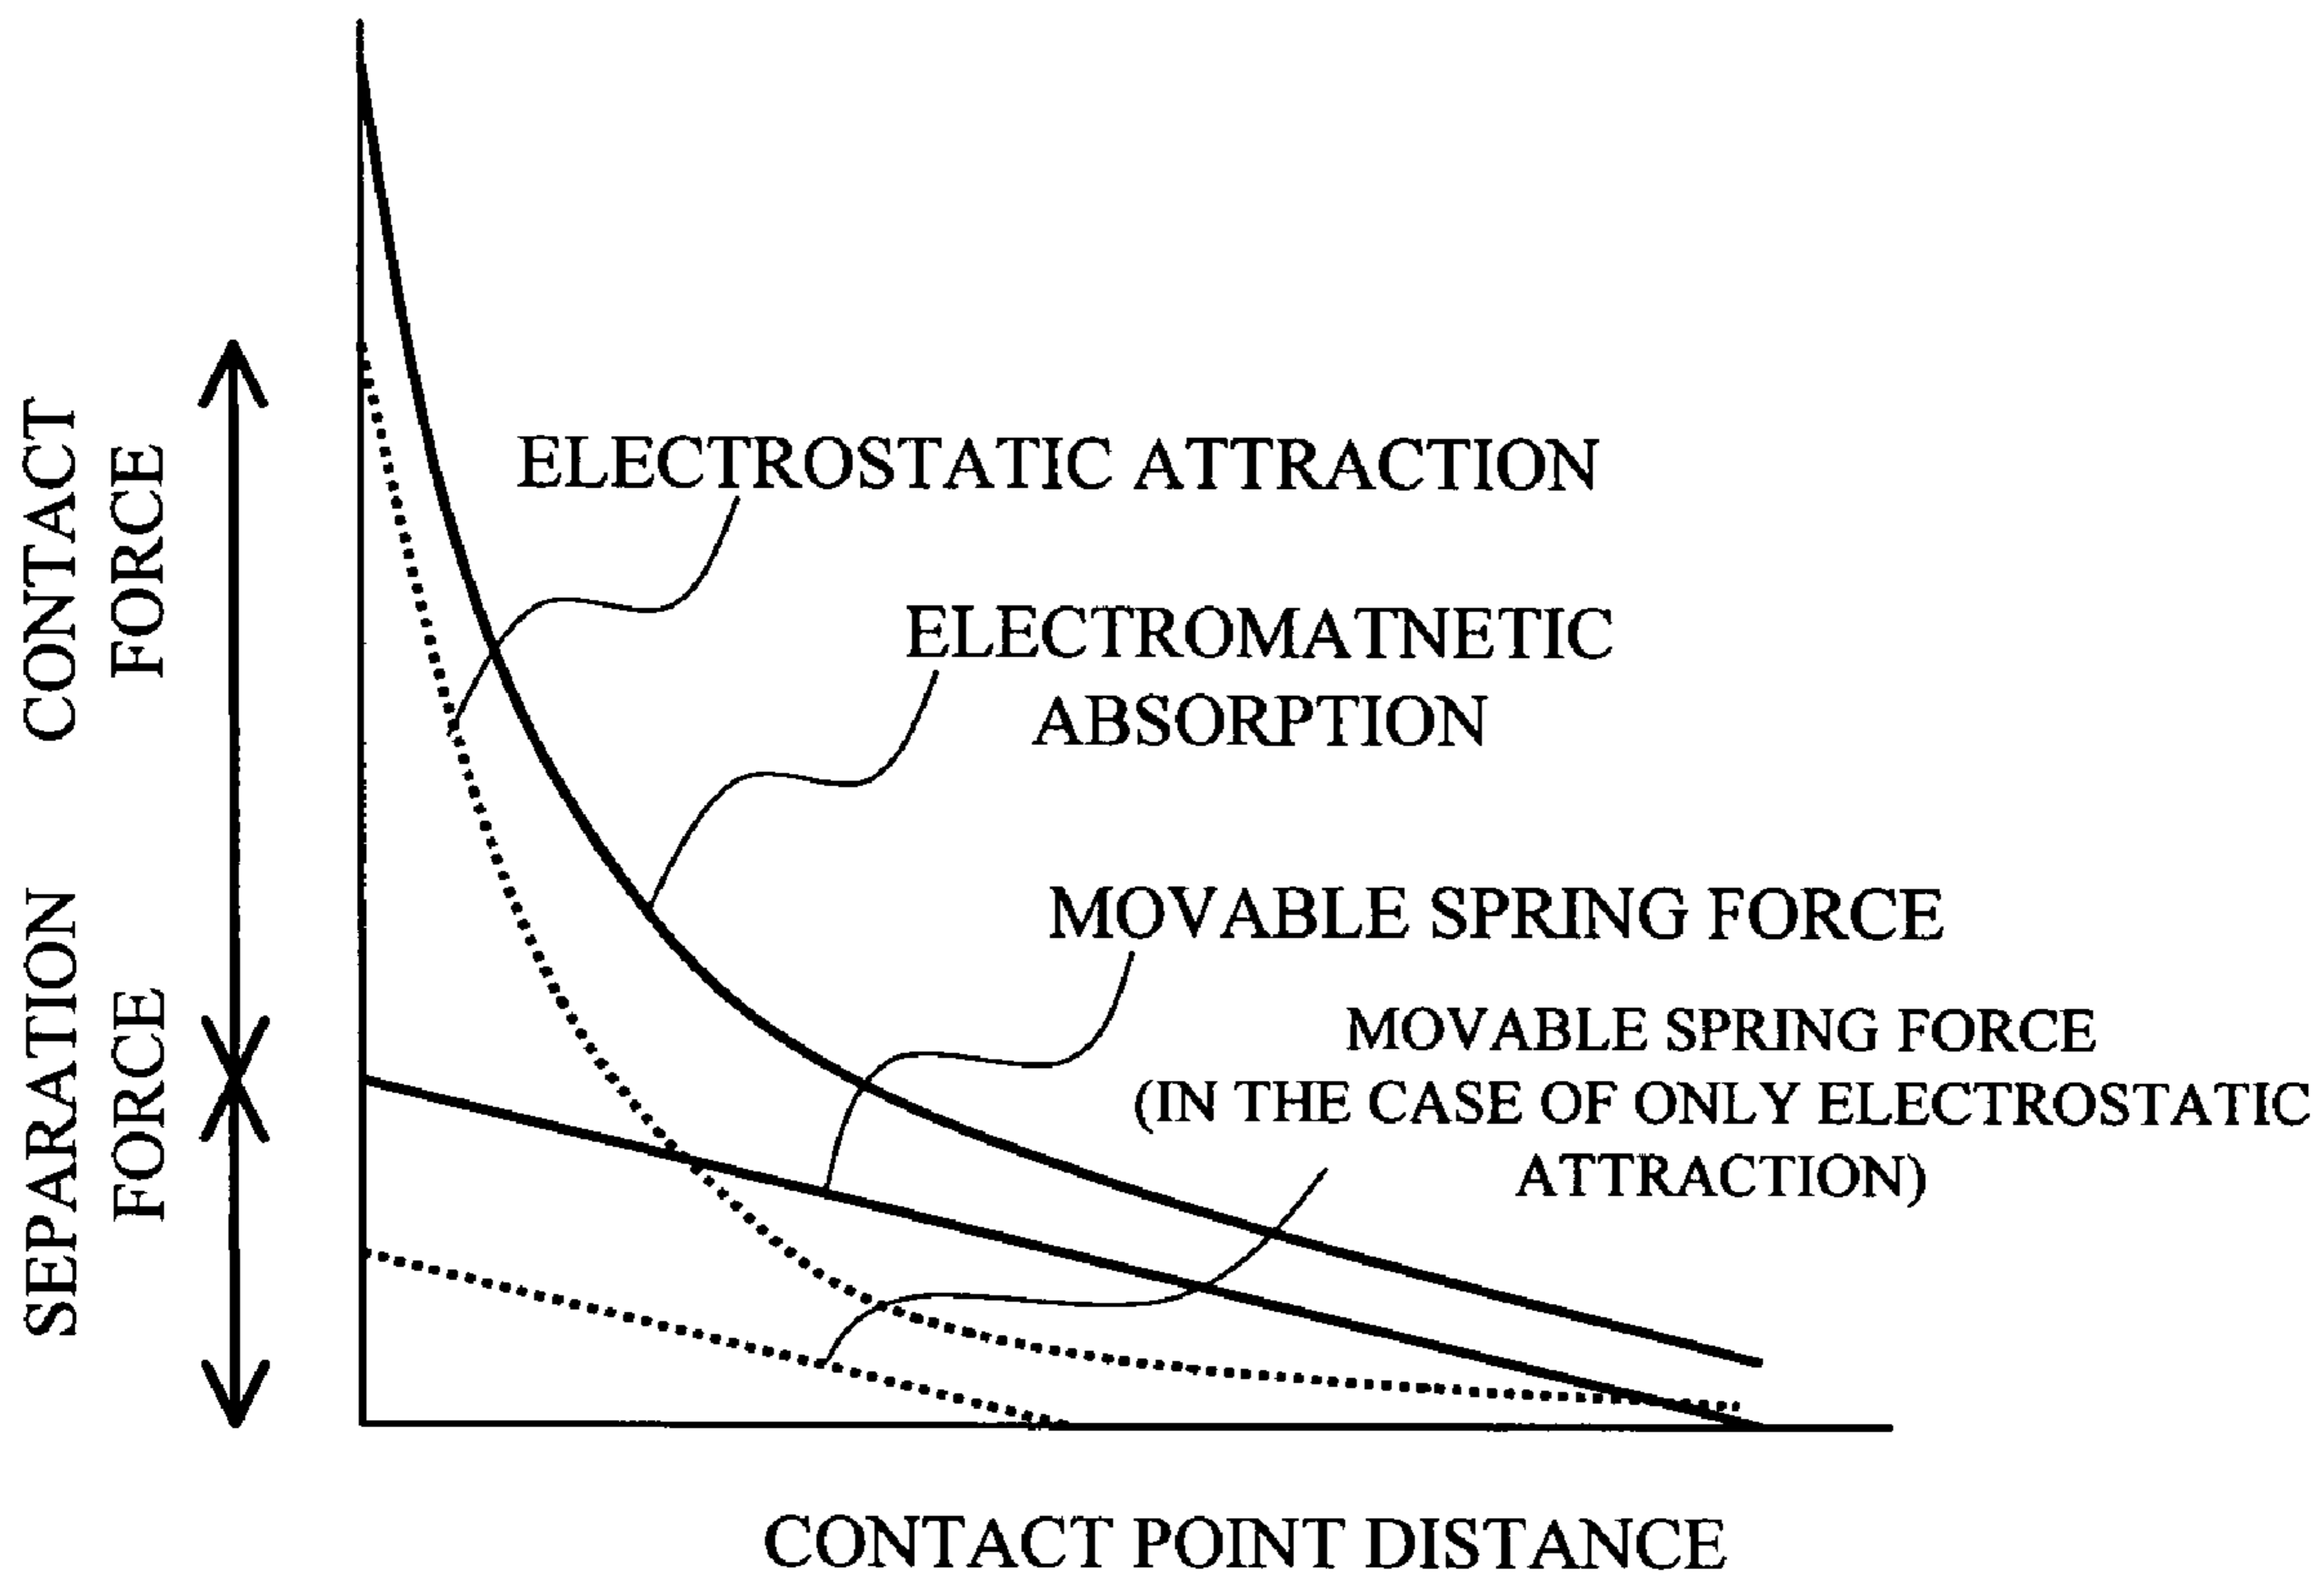 CONTACT
FORCE
SEPARATION
FORCE
ELECTROSTATIC ATTRACTION
ELECTROMATNETIC
ABSORPTION
MOVABLE SPRING FORCE
MOVABLE SPRING FORCE
(IN THE CASE OF ONLY ELECTROSTATIC
ATTRACTION)
CONTACT POINT DISTANCE